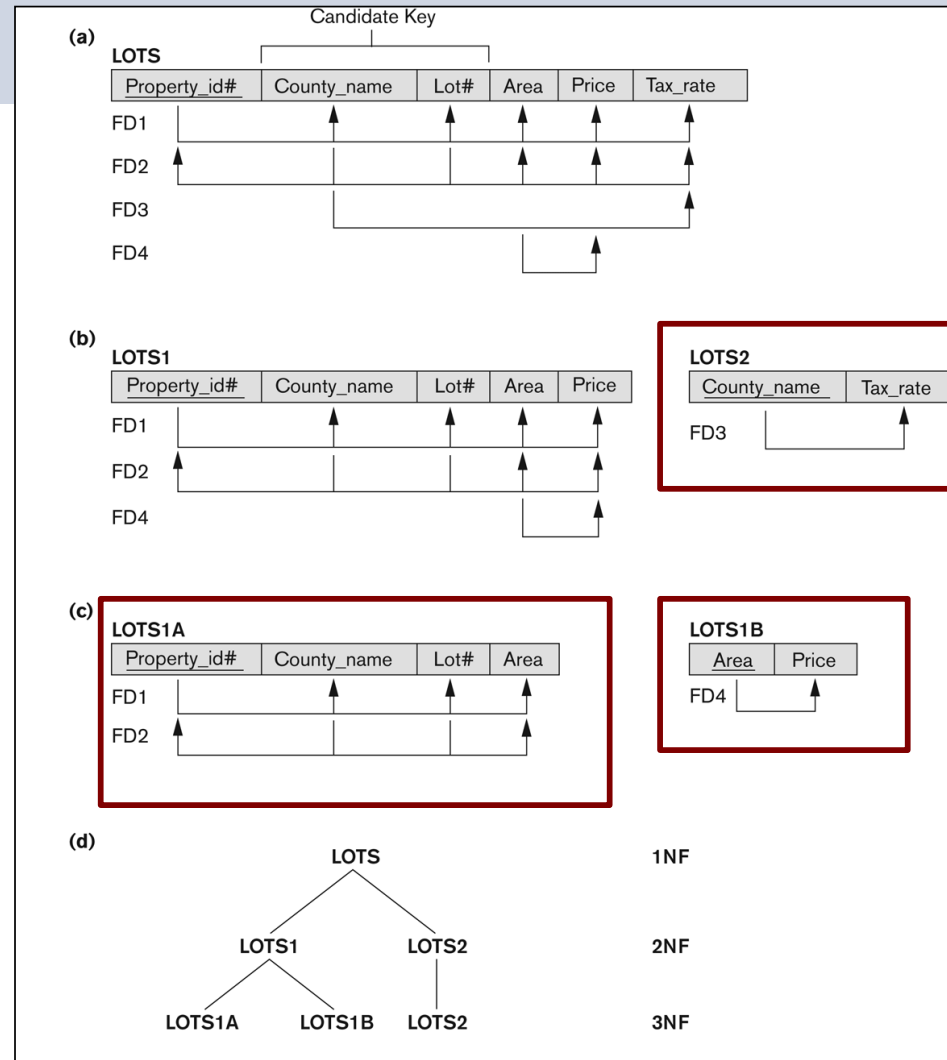 Candidate Key
(a)
LOTS
Property_id# County_name Lot# Area Price Tax_rate
FD1
FD2
FD3
FD4
(b)
LOTS1 LOTS2
Property_id# County_name Lot# Area Price County_name Tax_rate
FD1 FD3
FD2
FD4
(c)
LOTS1A LOTS1B
Property_id# County_name Lot# Area Area Price
FD1 FD4
FD2
(d)
LOTS 1NF
LOTS1 LOTS2 2NF
LOTS1A LOTS1B LOTS2 3NF